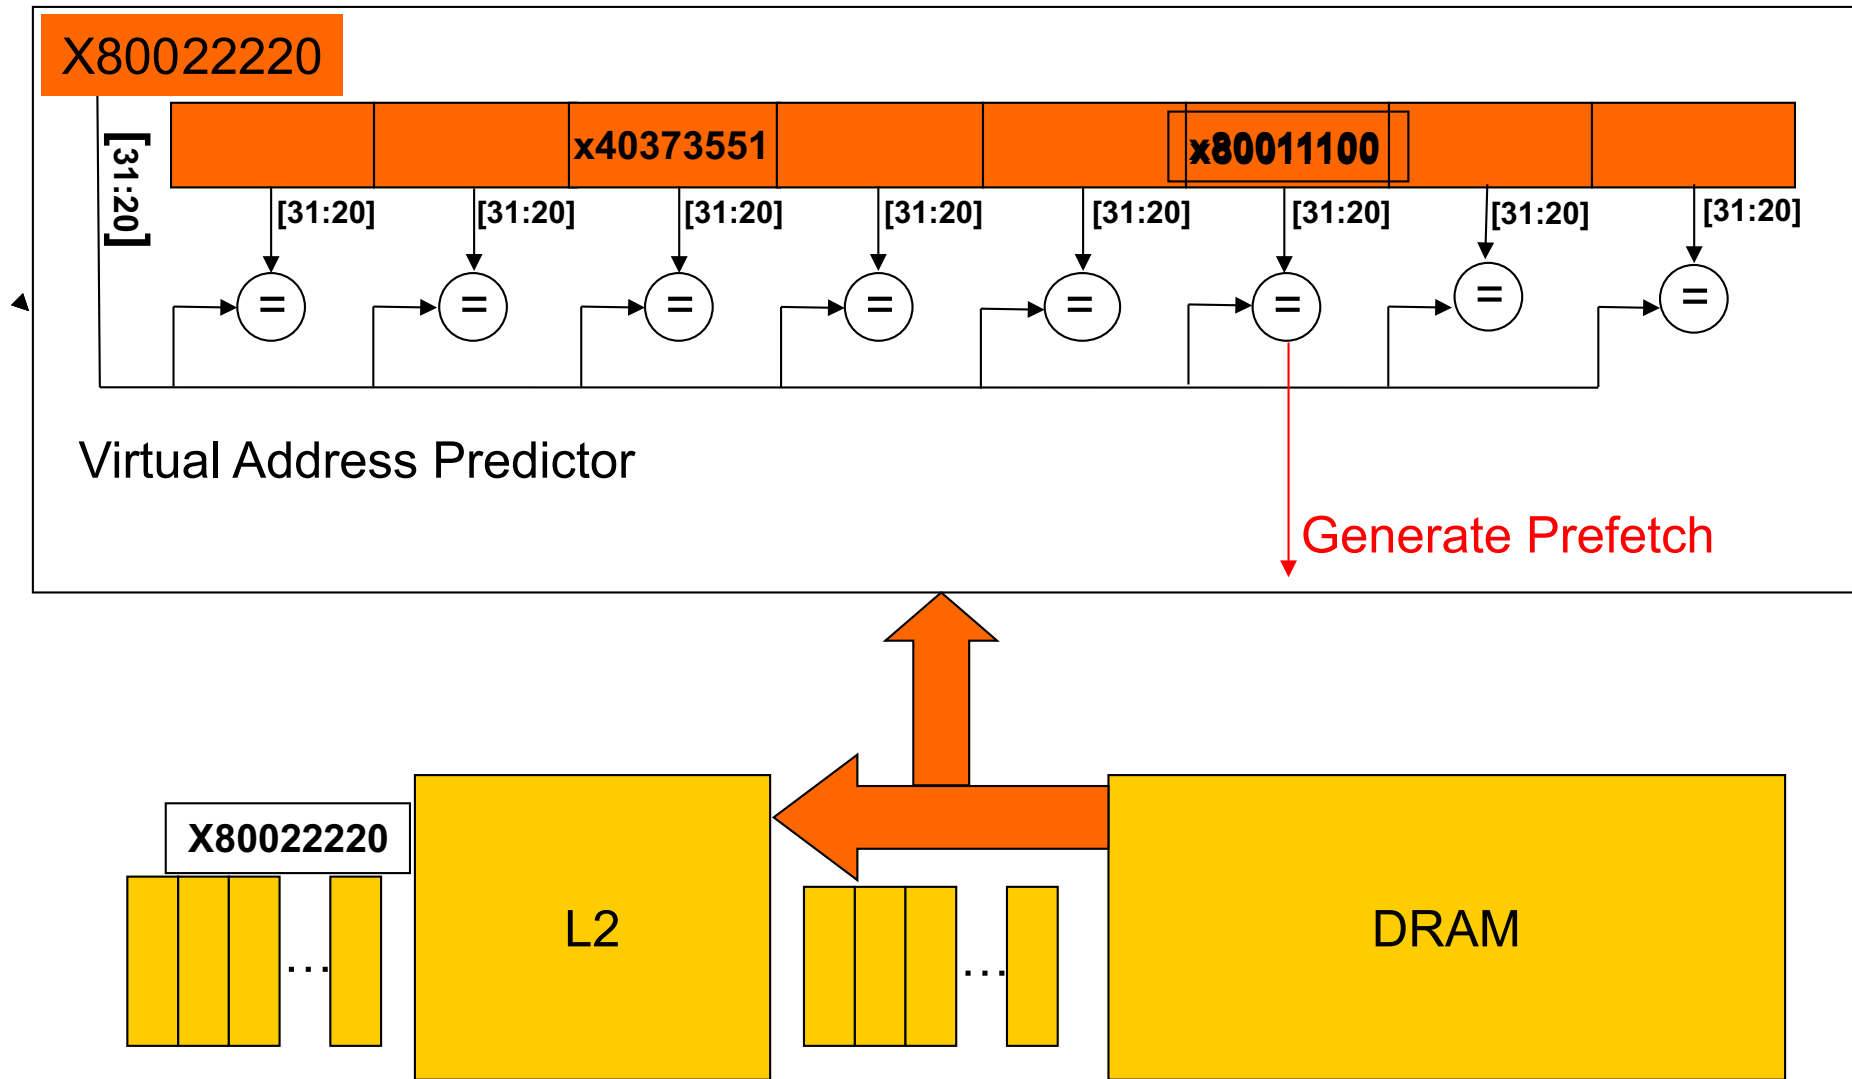 X80022220
x40373551
x80011100
[31:20]
[31:20]
[31:20]
[31:20]
[31:20]
[31:20]
[31:20]
[31:20]
[31:20]
=
=
=
=
=
=
=
=
Virtual Address Predictor
Generate Prefetch
X80022220
L2
DRAM
...
...